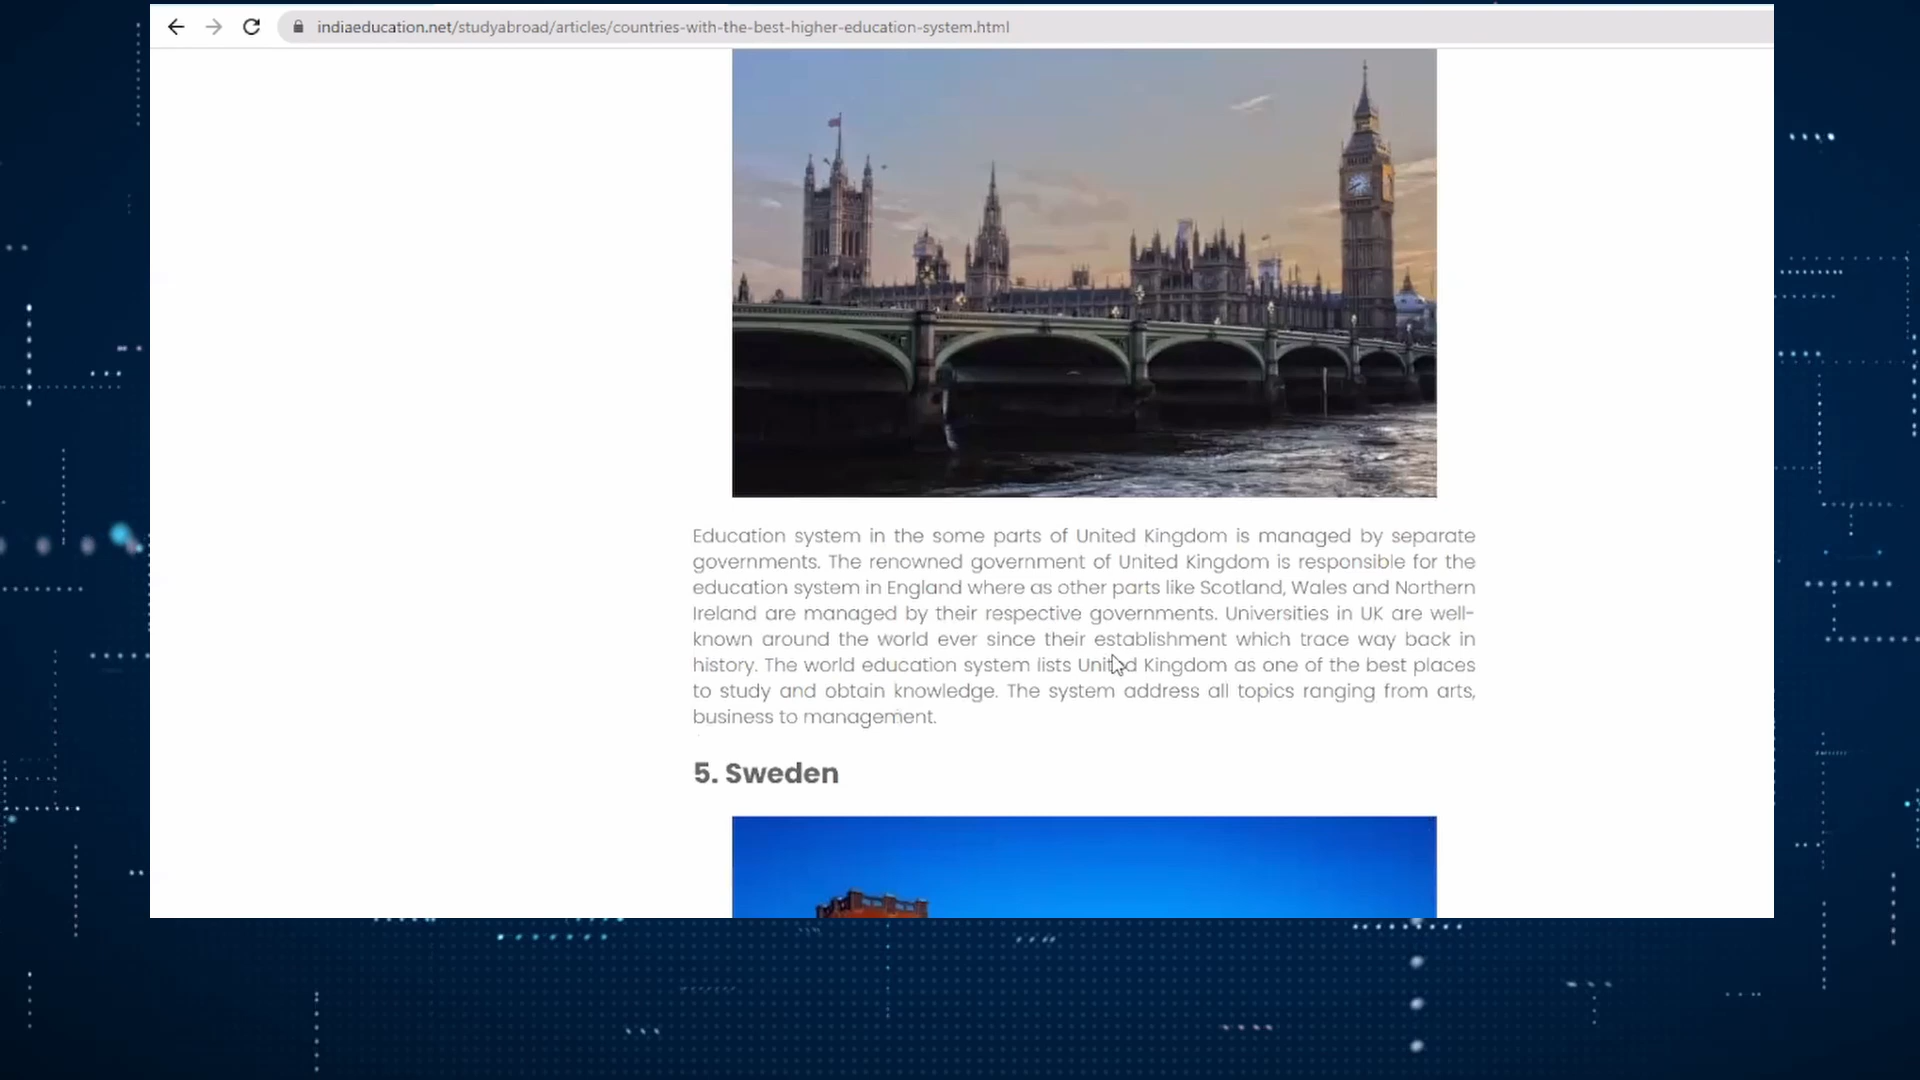 indiaeducation.net/studyabroad/articles/countries-with-the-best-higher-education-system.html
Education system in the some parts of United Kingdom is managed by separate
governments. The renowned government of United Kingdom is responsible for the
education system in England where as other parts like Scotland, Wales and Northern
Ireland are managed by their respective governments. Universities in UK are well-
known around the world ever since their establishment which trace way back in
history. The world education system lists United Kingdom as one of the best places
to study and obtain knowledge. The system address all topics ranging from arts,
business to management.
5. Sweden